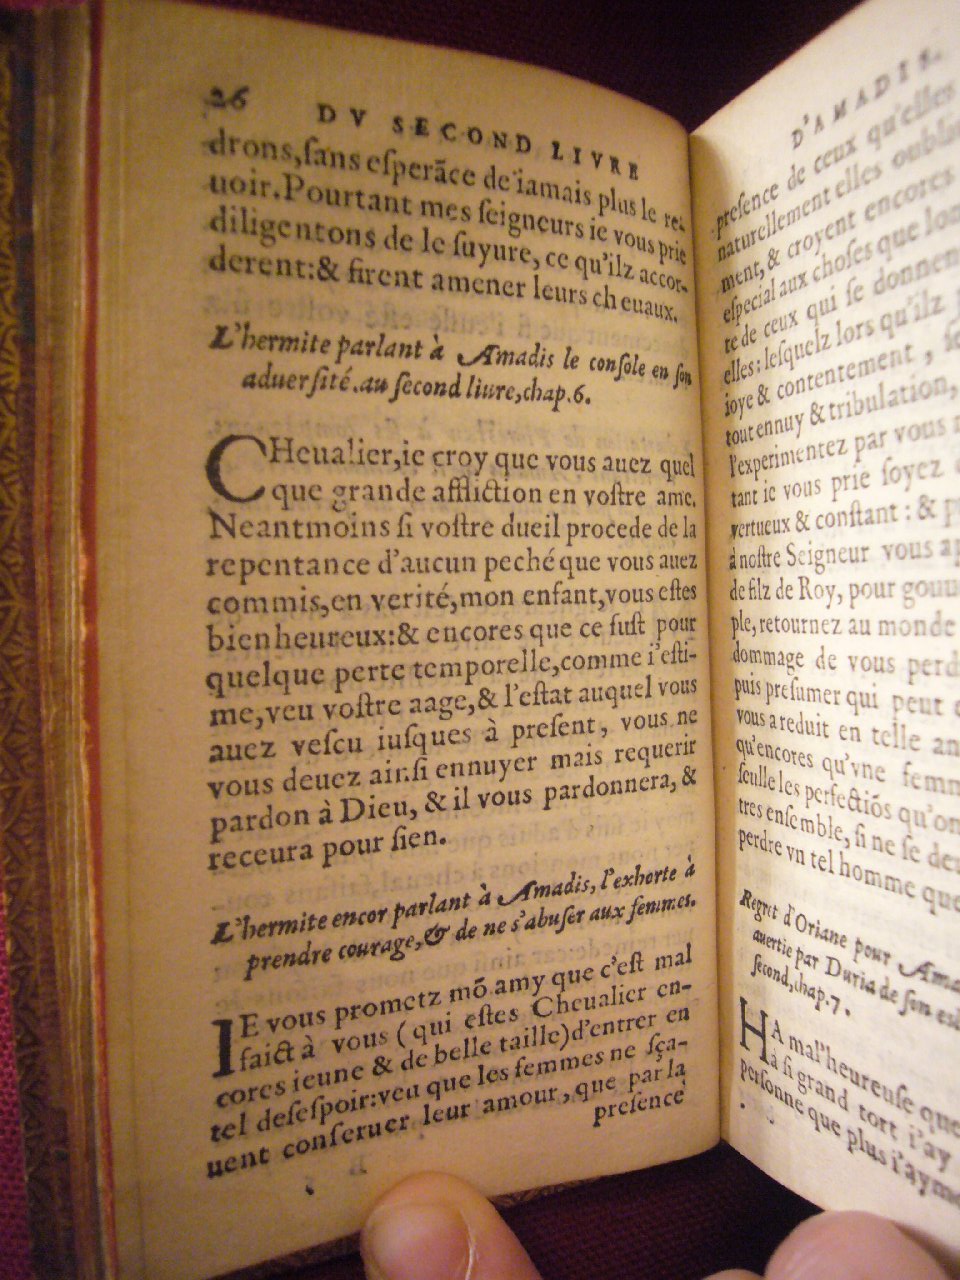 26 DV SECOND LIVRE
drons, sans esperãce de iamais plus le re-
uoir. Pourtant mes seigneurs ie vous prie
diligentons de le suyure, ce qu'ilz accor-
derent: & firent amener leurs cheuaux.
L'hermite parlant à Amadis le console en son
aduersité. au second liure, chap. 6.
CHeualier, ie croy que vous auez quel
que grande affliction en vostre ame.
Neantmoins si vostre dueil procede de la
repentance d'aucun peché que vous auez
commis, en verité, mon enfant, vous estes
bien heureux: & encores que ce fust pour
quelque perte temporelle, comme i'esti-
me, veu vostre aage, & l'estat auquel vous
auez vescu iusques à present, vous ne
vous deuez ainsi ennuyer mais requerir
pardon à Dieu, & il vous pardonnera, &
receura pour sien.
L'hermite encor parlant à Amadis, l'exhorte à
prendre courage, & de ne s'abuser aux femmes.
IE vous prometz mõ amy que c'est mal
faict à vous (qui estes Cheualier en-
cores ieune & de belle taille) d'entrer en
tel desespoir: veu que les femmes ne sça-
uent conseruer leur amour, que par la
presence
D'AMADIS.
presence de ceux qu'elles
naturellement elles
ment, & croyent encores
especial aux choses que
te de ceux qui se donnent
elles: lesquelz lors qu'ilz
ioye & contentement,
tout ennuy & tribulation,
l'experimentez par vous
tant ie vous prie soyez
vertueux & constant: &
à nostre Seigneur vous
de filz de Roy, pour
ple, retournez au monde
dommage de vous
puis presumer qui peut
vous a reduit en telle
qu'encores qu'vne
seulle les perfectiõs
tres ensemble, si ne se
perdre vn tel homme que
Regret d'Oriane pour
auertie par Duria de son
second, chap. 7.
HA mal'heureuse que
à si grand tort i'ay
personne que plus